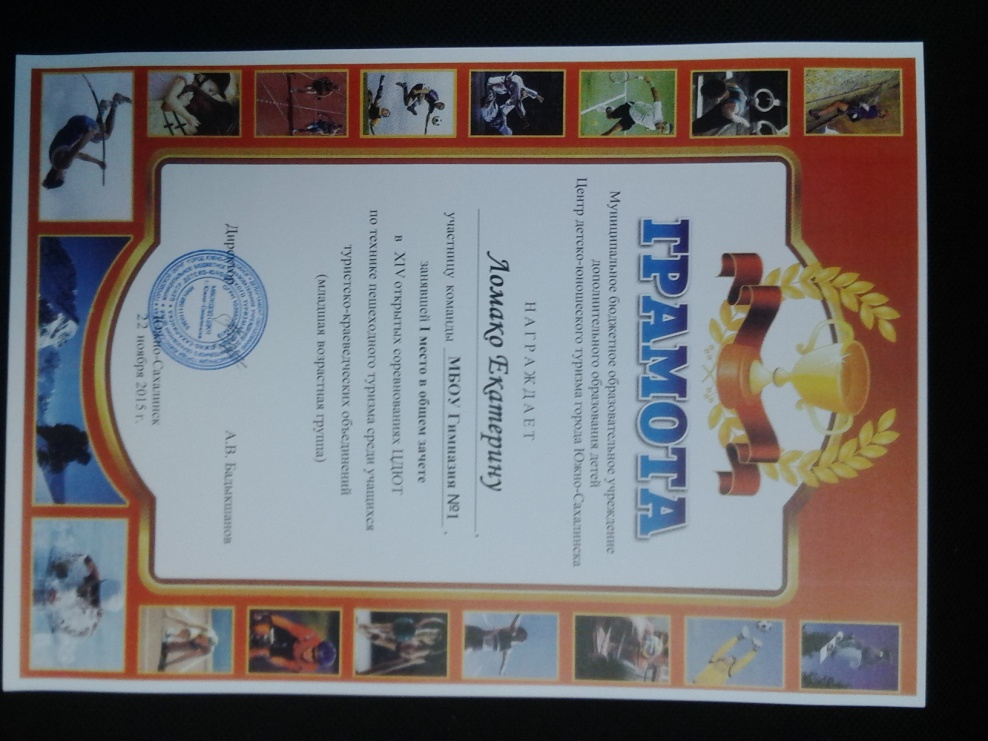 ГРАМОТА
Муниципальное бюджетное образовательное учреждение
дополнительного образования детей
Центр детско-юношеского туризма города Южно-Сахалинска
НАГРАЖДАЕТ
Ломако Екатерину,
участницу команды МБОУ Гимназия №1,
занявшей I место в общем зачете
в XIV открытых соревнованиях ЦДЮТ
по технике пешеходного туризма среди учащихся
туристско-краеведческих объединений
(младшая возрастная группа)
Директор А.В. Бадыкшанов
Южно-Сахалинск
22 ноября 2015 г.